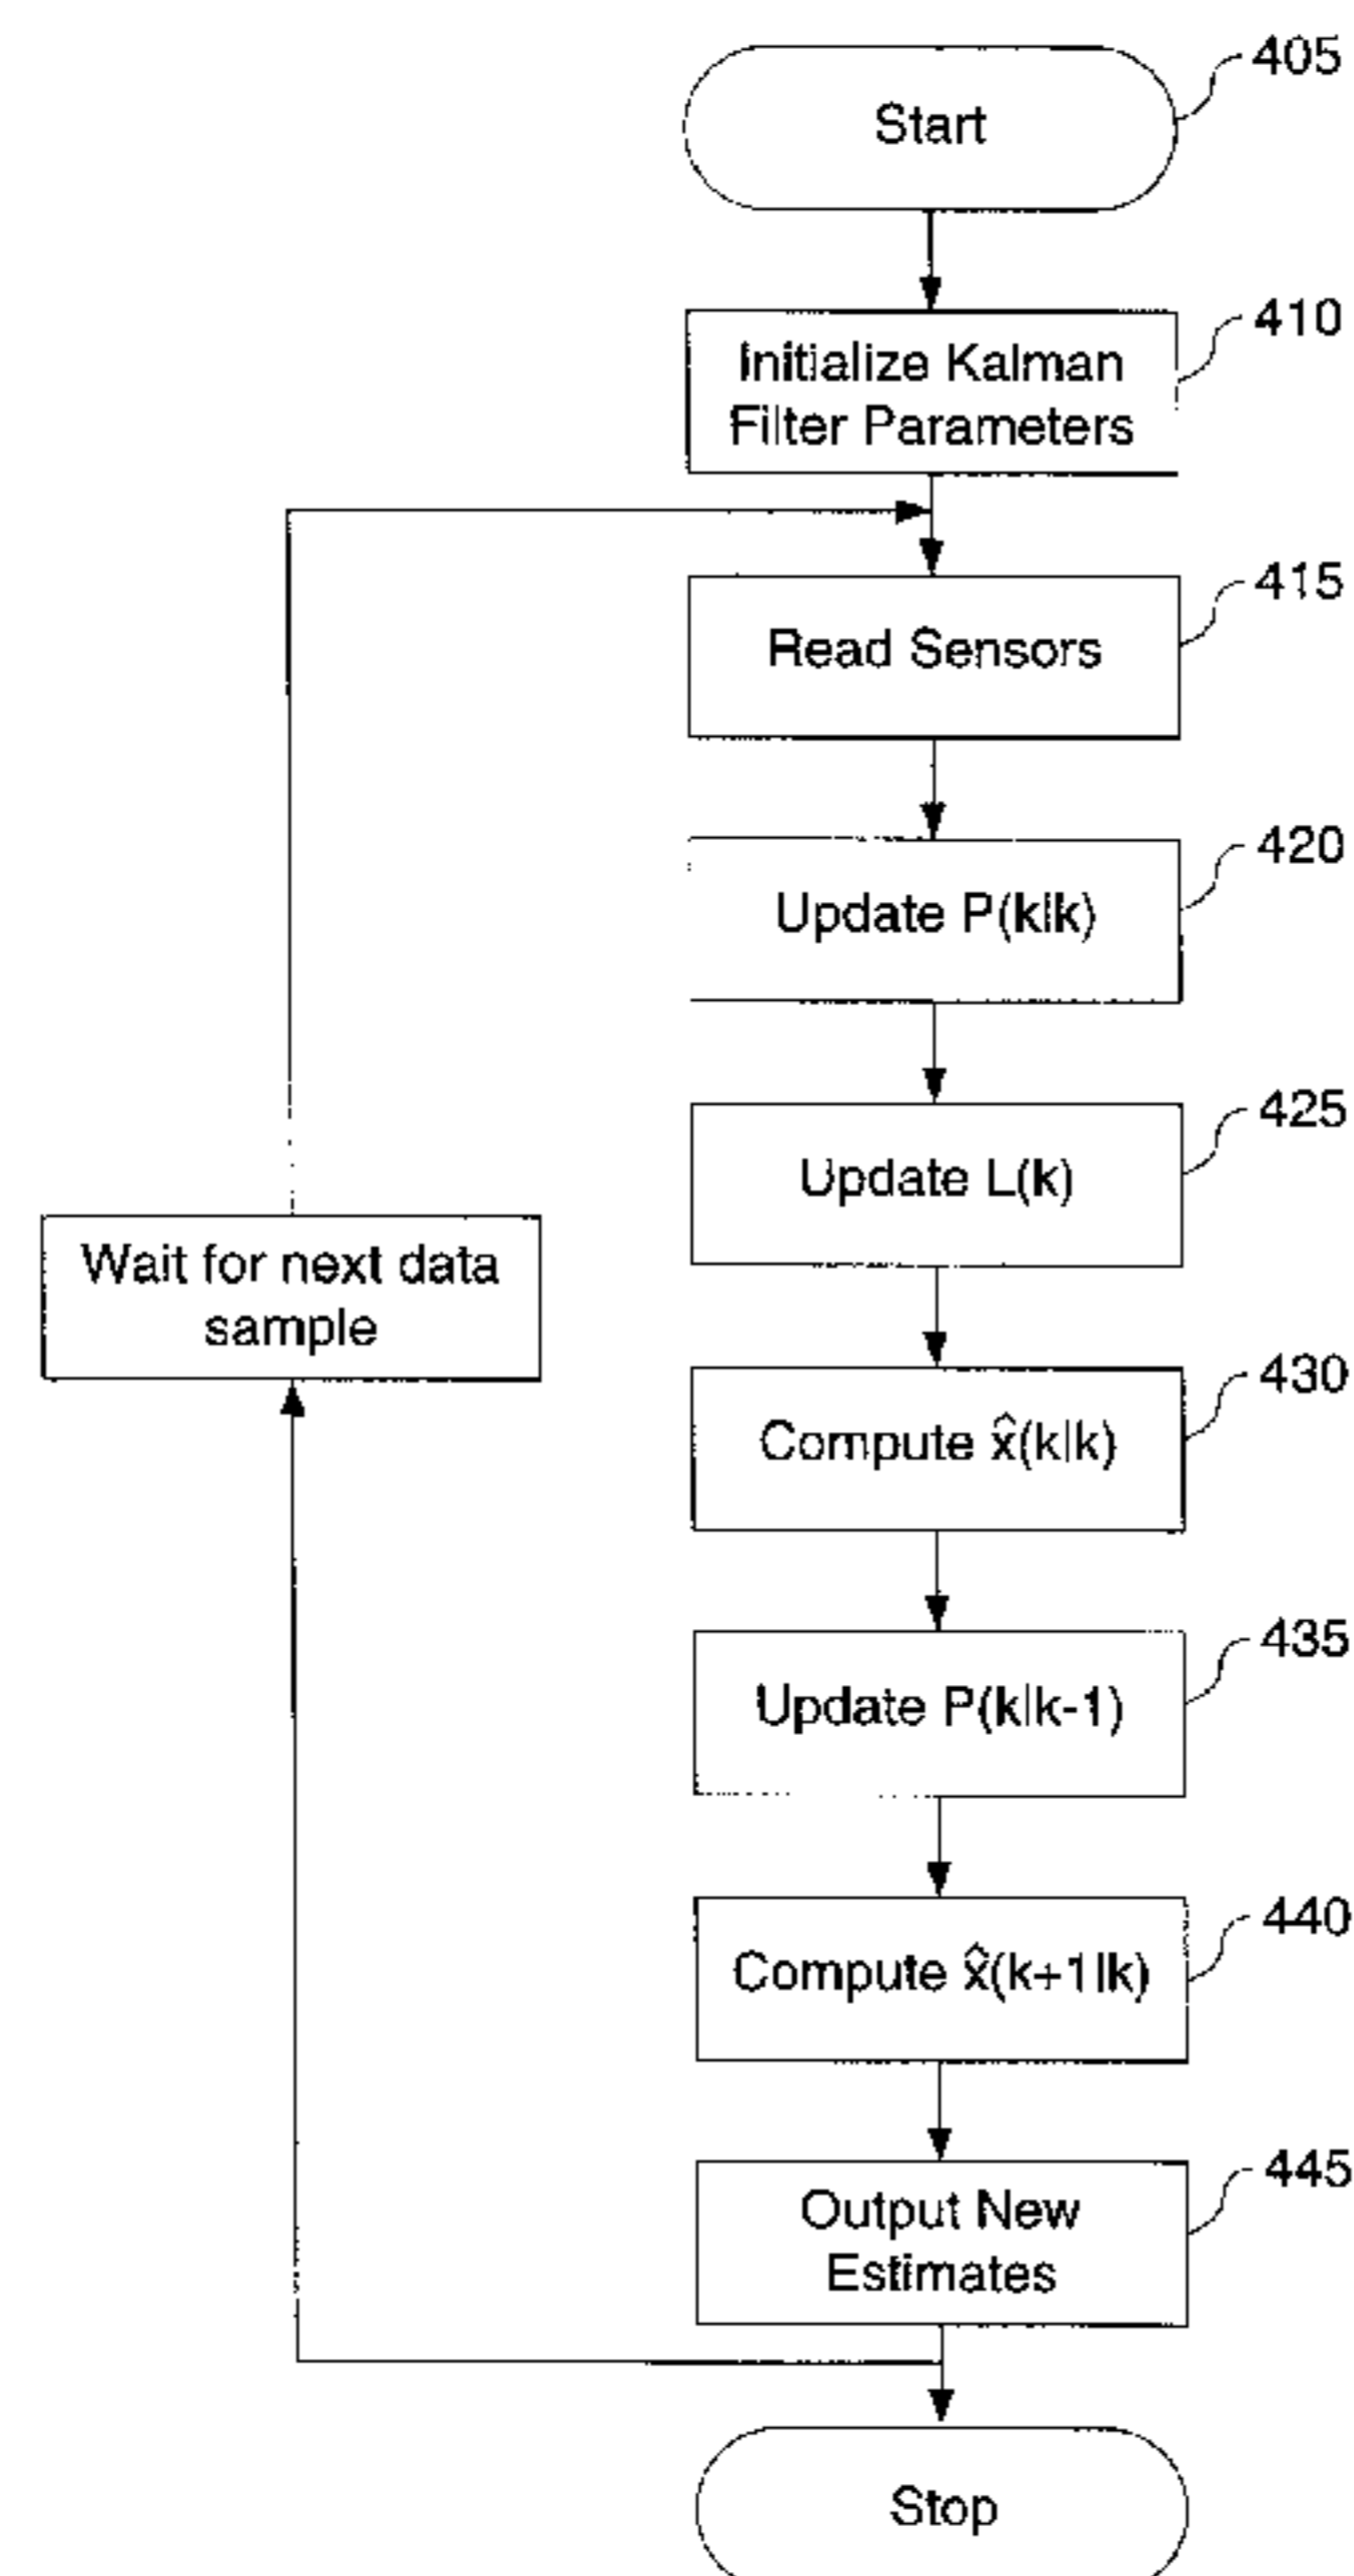 405
Start
410
Initialize Kalman
Filter Parameters
415
Read Sensors
420
Update P(k|k)
425
Update L(k)
Wait for next data
sample
430
Compute x̂(k|k)
435
Update P(k|k-1)
440
Compute x̂(k+1|k)
445
Output New
Estimates
Stop